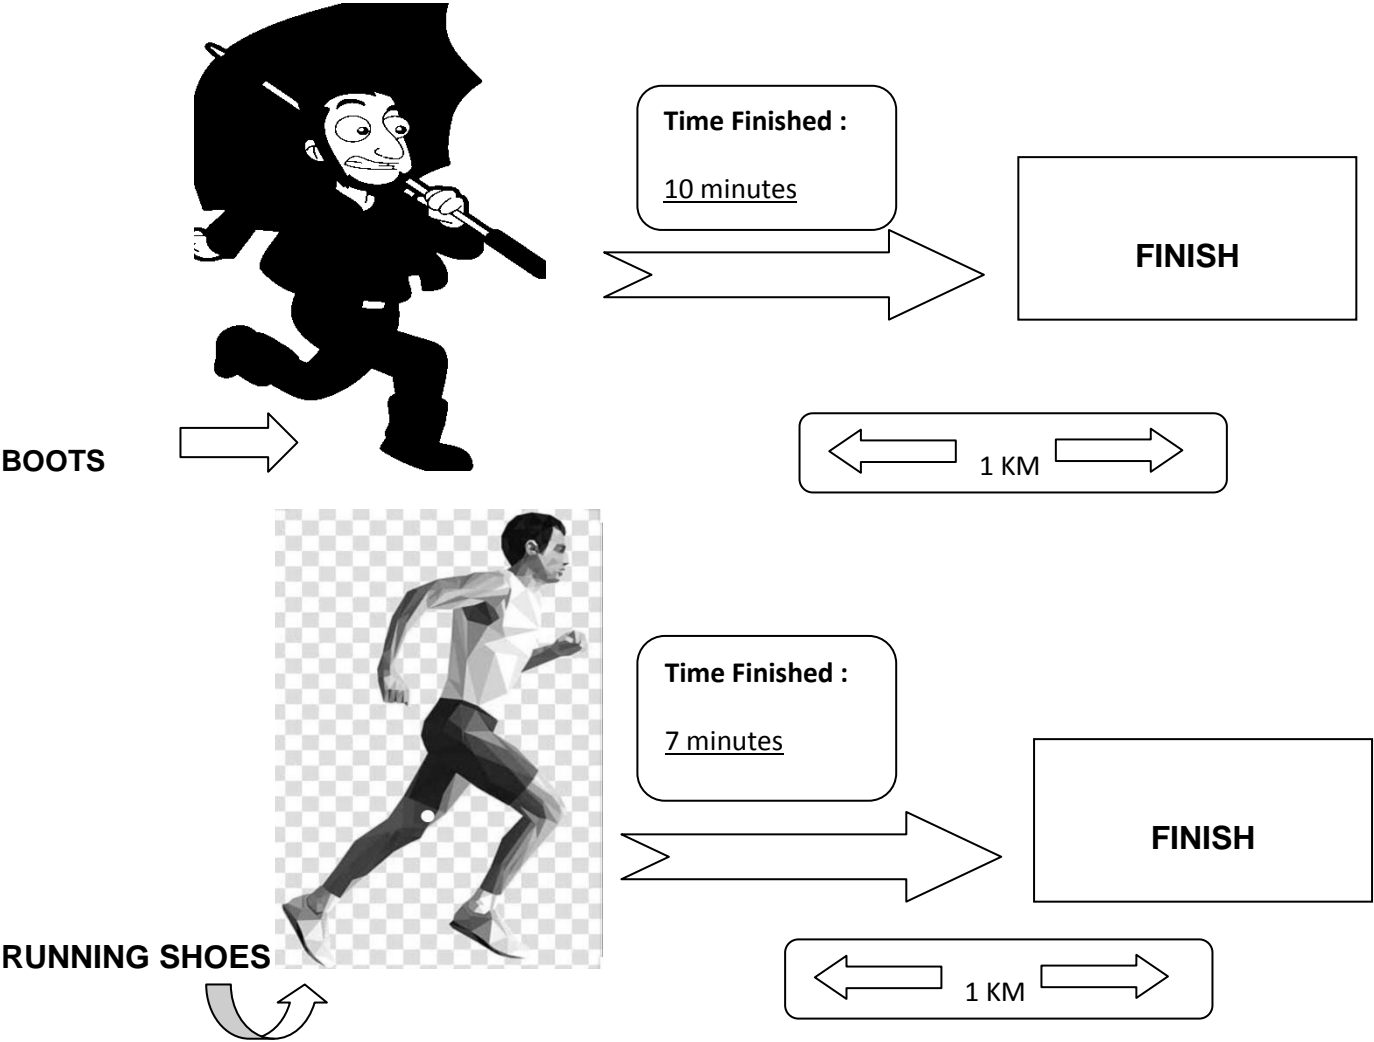 Time Finished :
10 minutes
FINISH
BOOTS
1 KM
Time Finished :
7 minutes
FINISH
RUNNING SHOES
1 KM